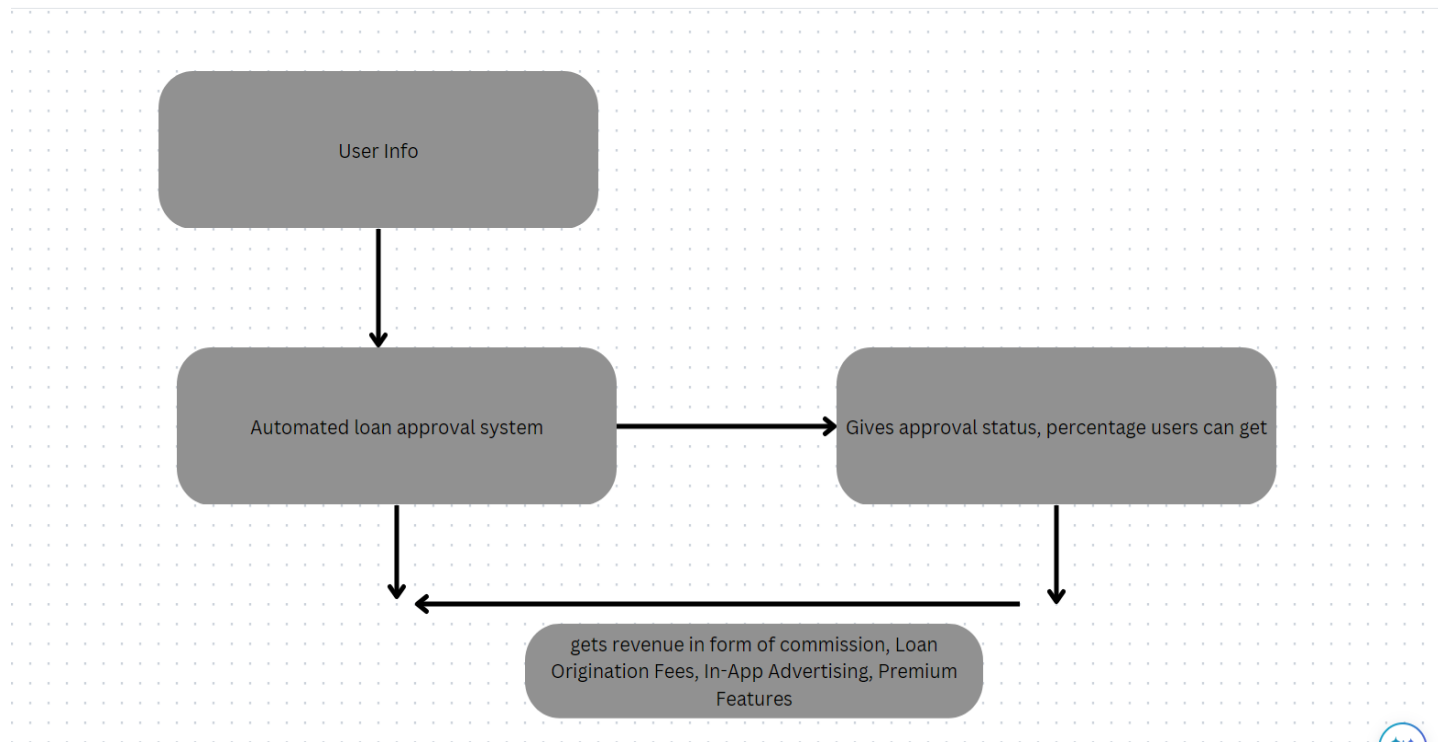 User Info
Automated loan approval system
Gives approval status, percentage users can get
gets revenue in form of commission, Loan
Origination Fees, In-App Advertising, Premium
Features